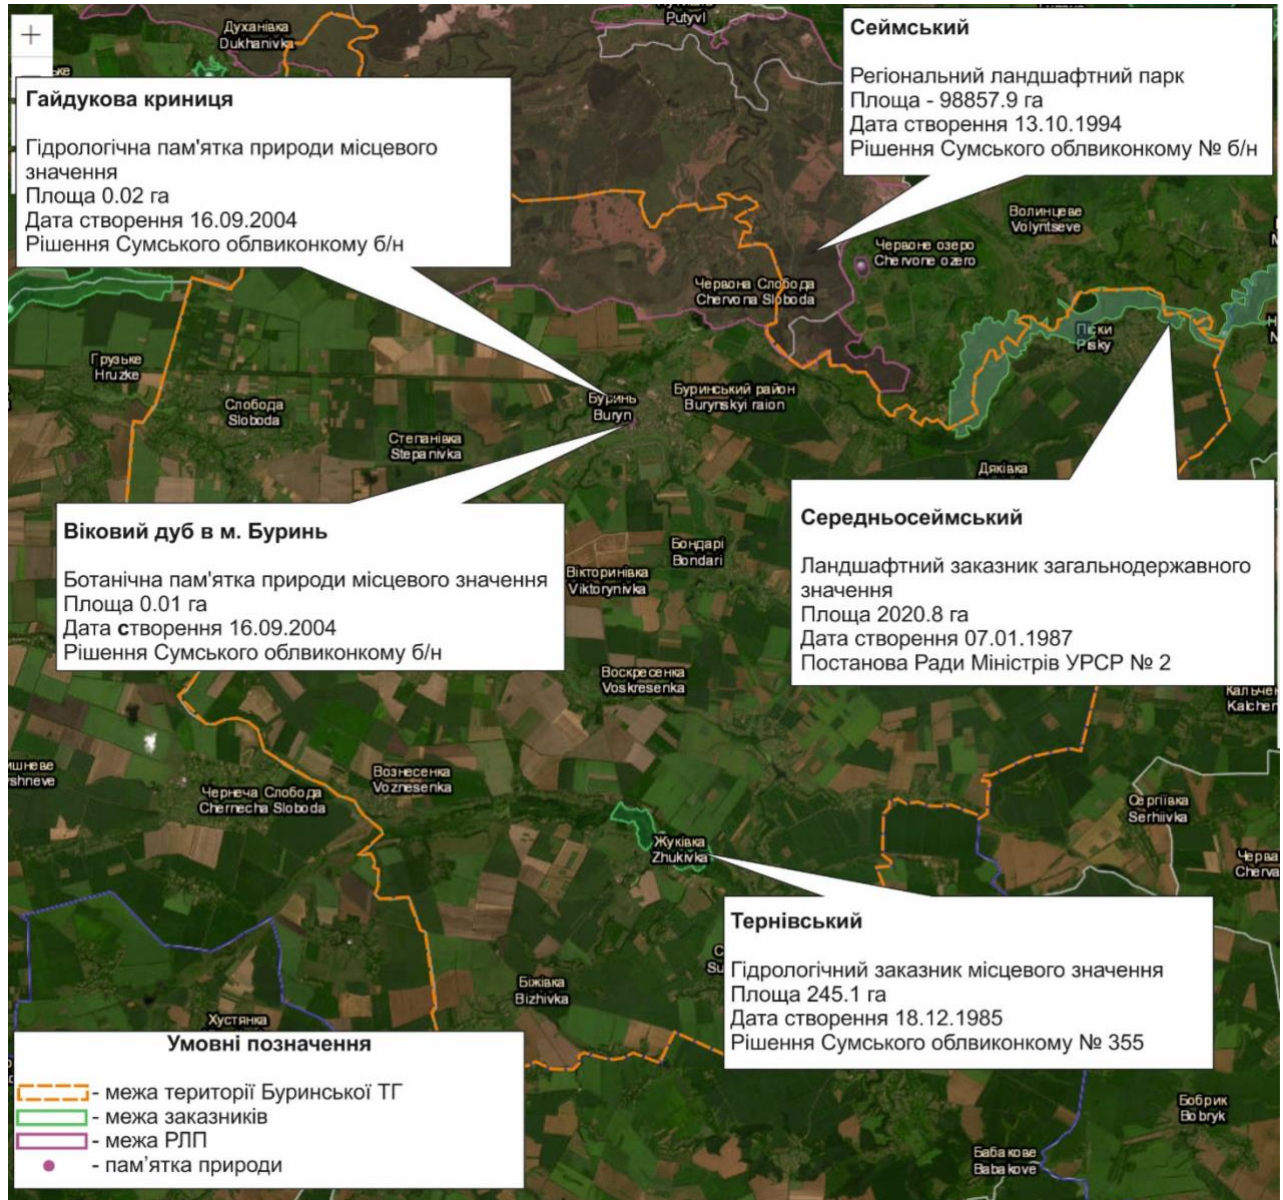 +
Духанівка
Dukhanivka
Putyvl
Сеймський
Регіональний ландшафтний парк
Площа - 98857.9 га
Дата створення 13.10.1994
Рішення Сумського облвиконкому № б/н
Гайдукова криниця
Гідрологічна пам'ятка природи місцевого
значення
Площа 0.02 га
Дата створення 16.09.2004
Рішення Сумського облвиконкому б/н
Волинцеве
Volyntseve
Червоне озеро
Chervone ozero
Червона Слобода
Chervona Sloboda
Піски
Pisky
Грузьке
Hruzke
Слобода
Sloboda
Степанівка
Stepanivka
Буринь
Buryn
Буринський район
Burynskyi raion
Дяківка
Віковий дуб в м. Буринь
Ботанічна пам'ятка природи місцевого значення
Площа 0.01 га
Дата створення 16.09.2004
Рішення Сумського облвиконкому б/н
Середньосеймський
Ландшафтний заказник загальнодержавного
значення
Площа 2020.8 га
Дата створення 07.01.1987
Постанова Ради Міністрів УРСР № 2
Бондарі
Bondari
Вікторинівка
Viktorynivka
Воскресенка
Voskresenka
Кальчен
Kalchen
ишневе
shneve
Чернеча Слобода
Chernecha Sloboda
Вознесенка
Voznesenka
Сергіївка
Serhiivka
Жуківка
Zhukivka
Черва
Cherva
Тернівський
Гідрологічний заказник місцевого значення
Площа 245.1 га
Дата створення 18.12.1985
Рішення Сумського облвиконкому № 355
Біжівка
Bizhivka
Хустянка
Умовні позначення
- межа території Буринської ТГ
- межа заказників
- межа РЛП
- пам’ятка природи
Бобрик
Bobryk
Бабакове
Babakove